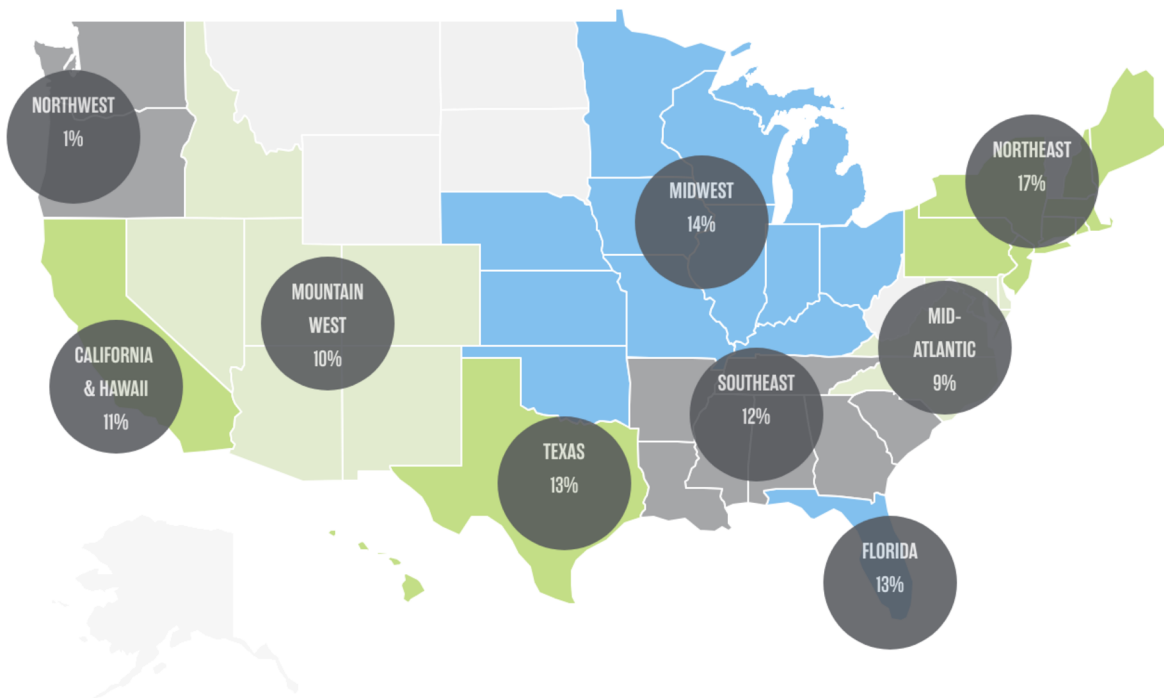 NORTHWEST
1%
MIDWEST
14%
NORTHEAST
17%
MOUNTAIN
WEST
10%
MID-
ATLANTIC
9%
CALIFORNIA
& HAWAII
11%
SOUTHEAST
12%
TEXAS
13%
FLORIDA
13%